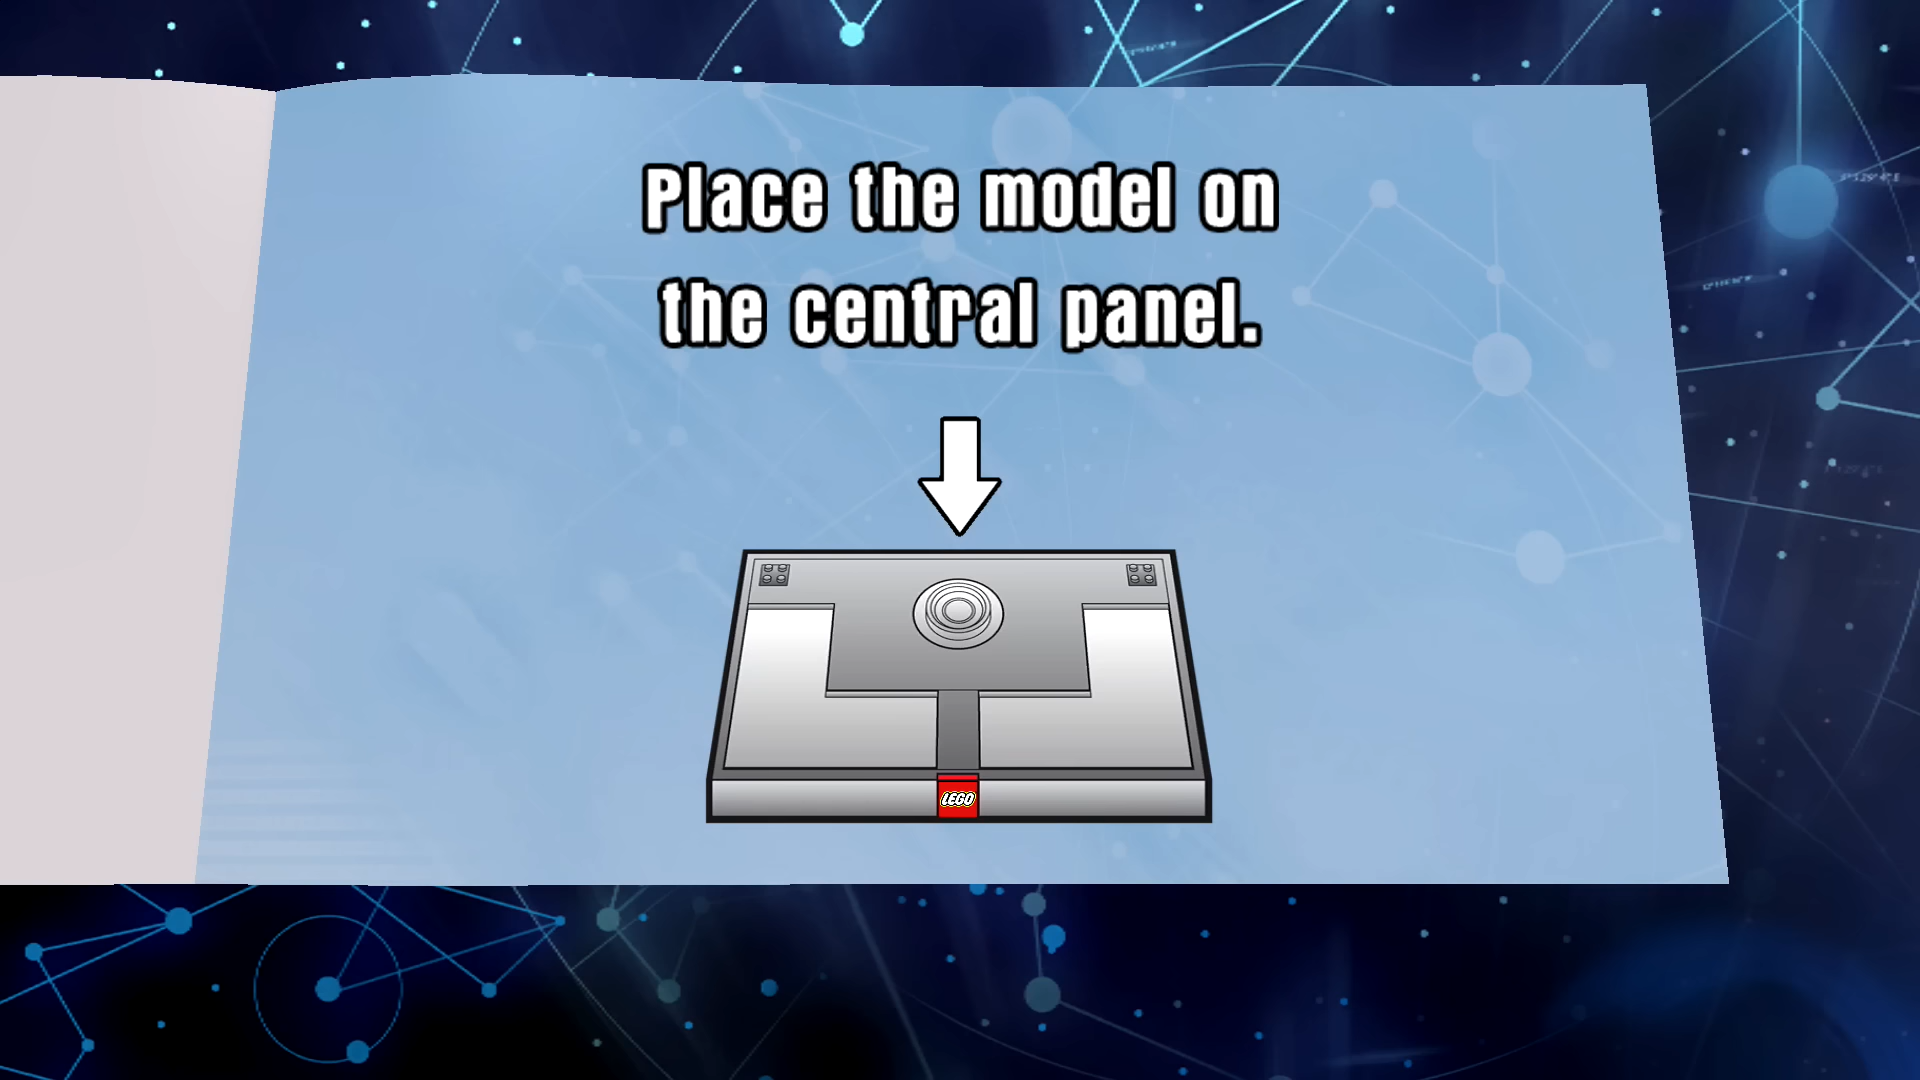 Place the model on
the central panel.
LEGO